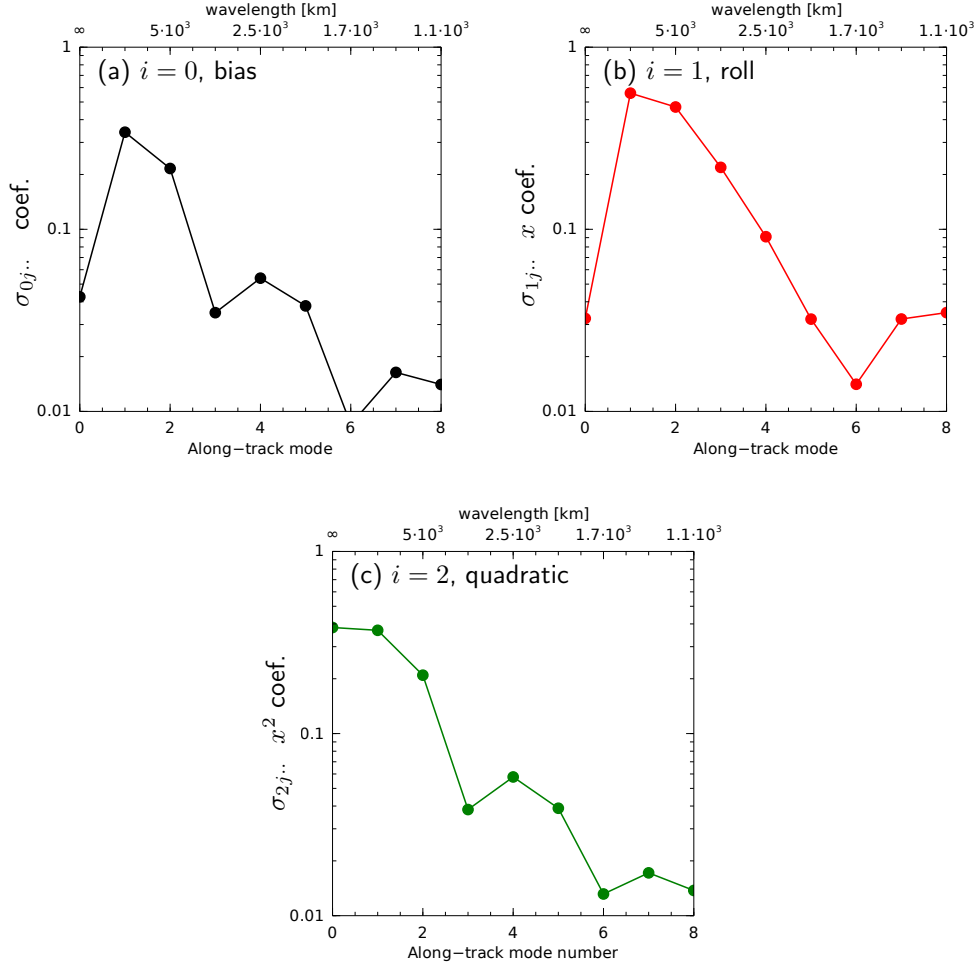 wavelength [km]
∞ 5·10³ 2.5·10³ 1.7·10³ 1.1·10³
(a) i = 0, bias
1
0.1
0.01
σ0j·· coef.
0 2 4 6 8
Along−track mode
wavelength [km]
∞ 5·10³ 2.5·10³ 1.7·10³ 1.1·10³
(b) i = 1, roll
1
0.1
0.01
σ1j·· x coef.
0 2 4 6 8
Along−track mode
wavelength [km]
∞ 5·10³ 2.5·10³ 1.7·10³ 1.1·10³
(c) i = 2, quadratic
1
0.1
0.01
σ2j·· x² coef.
0 2 4 6 8
Along−track mode number